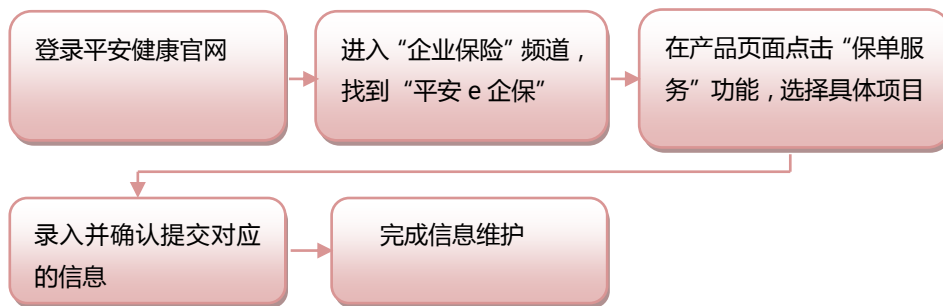 登录平安健康官网
进入“企业保险”频道，
找到“平安 e 企保”
在产品页面点击“保单服
务”功能，选择具体项目
录入并确认提交对应
的信息
完成信息维护